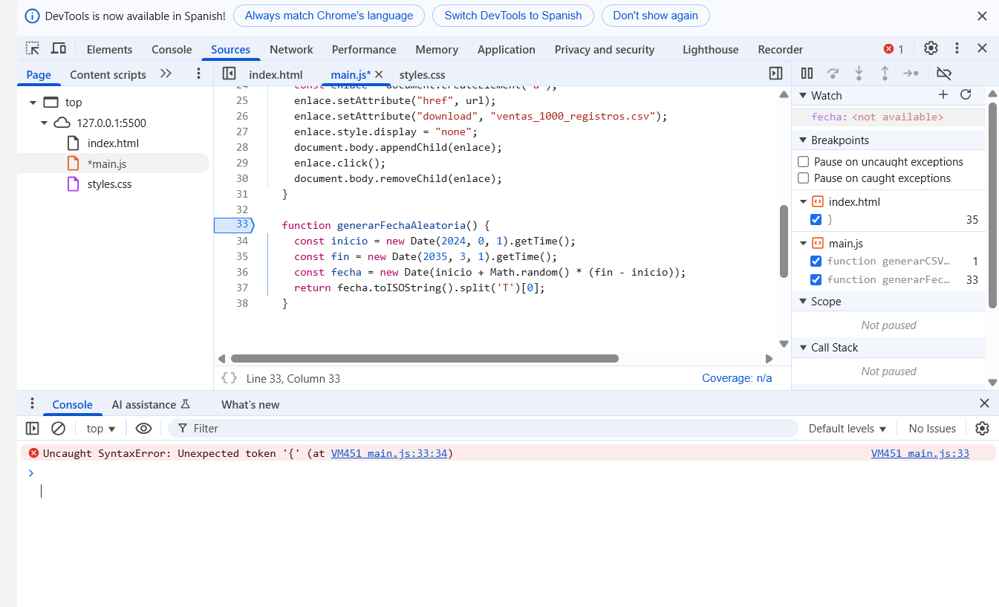 DevTools is now available in Spanish! Always match Chrome's language Switch DevTools to Spanish Don't show again
Elements Console Sources Network Performance Memory Application Privacy and security Lighthouse Recorder 1
Page Content scripts index.html main.js* styles.css
top
127.0.0.1:5500
index.html
*main.js
styles.css
25 enlace.setAttribute("href", url);
26 enlace.setAttribute("download", "ventas_1000_registros.csv");
27 enlace.style.display = "none";
28 document.body.appendChild(enlace);
29 enlace.click();
30 document.body.removeChild(enlace);
31 }
32
33 function generarFechaAleatoria() {
34 const inicio = new Date(2024, 0, 1).getTime();
35 const fin = new Date(2035, 3, 1).getTime();
36 const fecha = new Date(inicio + Math.random() * (fin - inicio));
37 return fecha.toISOString().split('T')[0];
38 }
{} Line 33, Column 33 Coverage: n/a
Watch
fecha: <not available>
Breakpoints
Pause on uncaught exceptions
Pause on caught exceptions
index.html
} 35
main.js
function generarCSV… 1
function generarFec… 33
Scope
Not paused
Call Stack
Not paused
Console AI assistance What's new
top Filter Default levels No Issues
Uncaught SyntaxError: Unexpected token '{' (at VM451 main.js:33:34) VM451 main.js:33